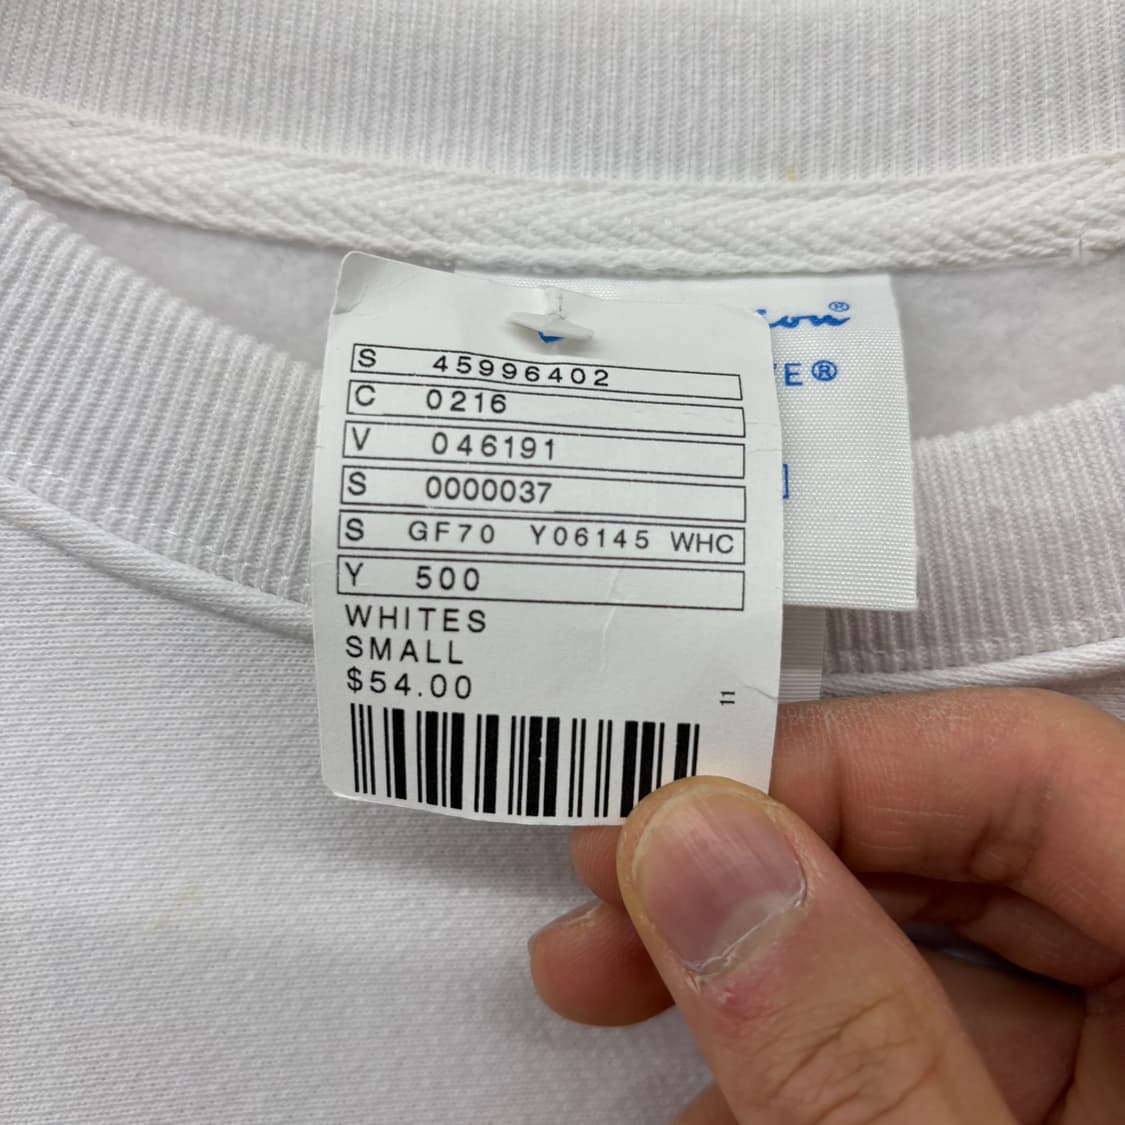 S 45996402
C 0216
V 046191
S 0000037
S GF70 Y06145 WHC
Y 500
WHITES
SMALL
$54.00
11
E®